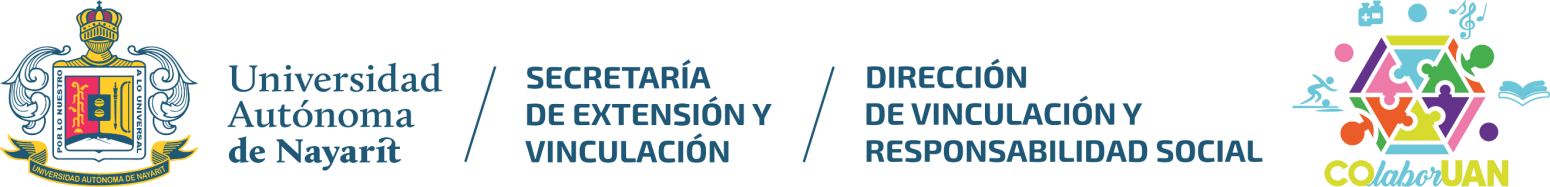 POR LO NUESTRO
A LO UNIVERSAL
UNIVERSIDAD AUTONOMA DE NAYARIT
Universidad
Autónoma
de Nayarit
SECRETARÍA
DE EXTENSIÓN Y
VINCULACIÓN
DIRECCIÓN
DE VINCULACIÓN Y
RESPONSABILIDAD SOCIAL
COlaborUAN